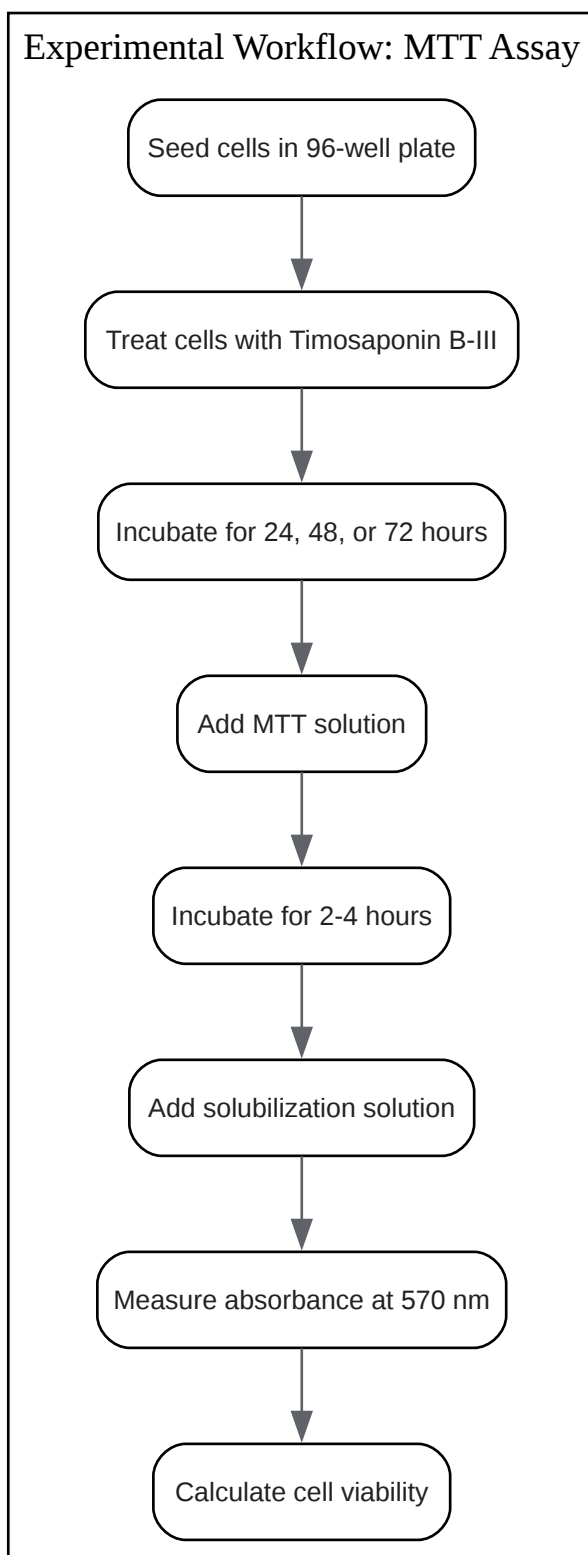 Experimental Workflow: MTT Assay
Seed cells in 96-well plate
Treat cells with Timosaponin B-III
Incubate for 24, 48, or 72 hours
Add MTT solution
Incubate for 2-4 hours
Add solubilization solution
Measure absorbance at 570 nm
Calculate cell viability